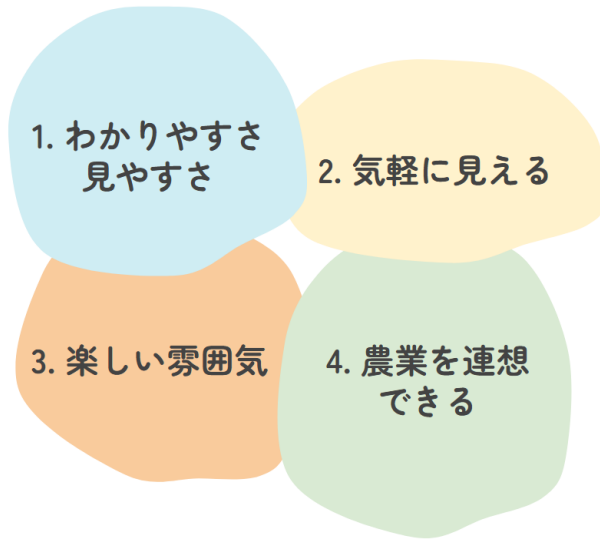 1. わかりやすさ
見やすさ
2. 気軽に見える
3. 楽しい雰囲気
4. 農業を連想
できる